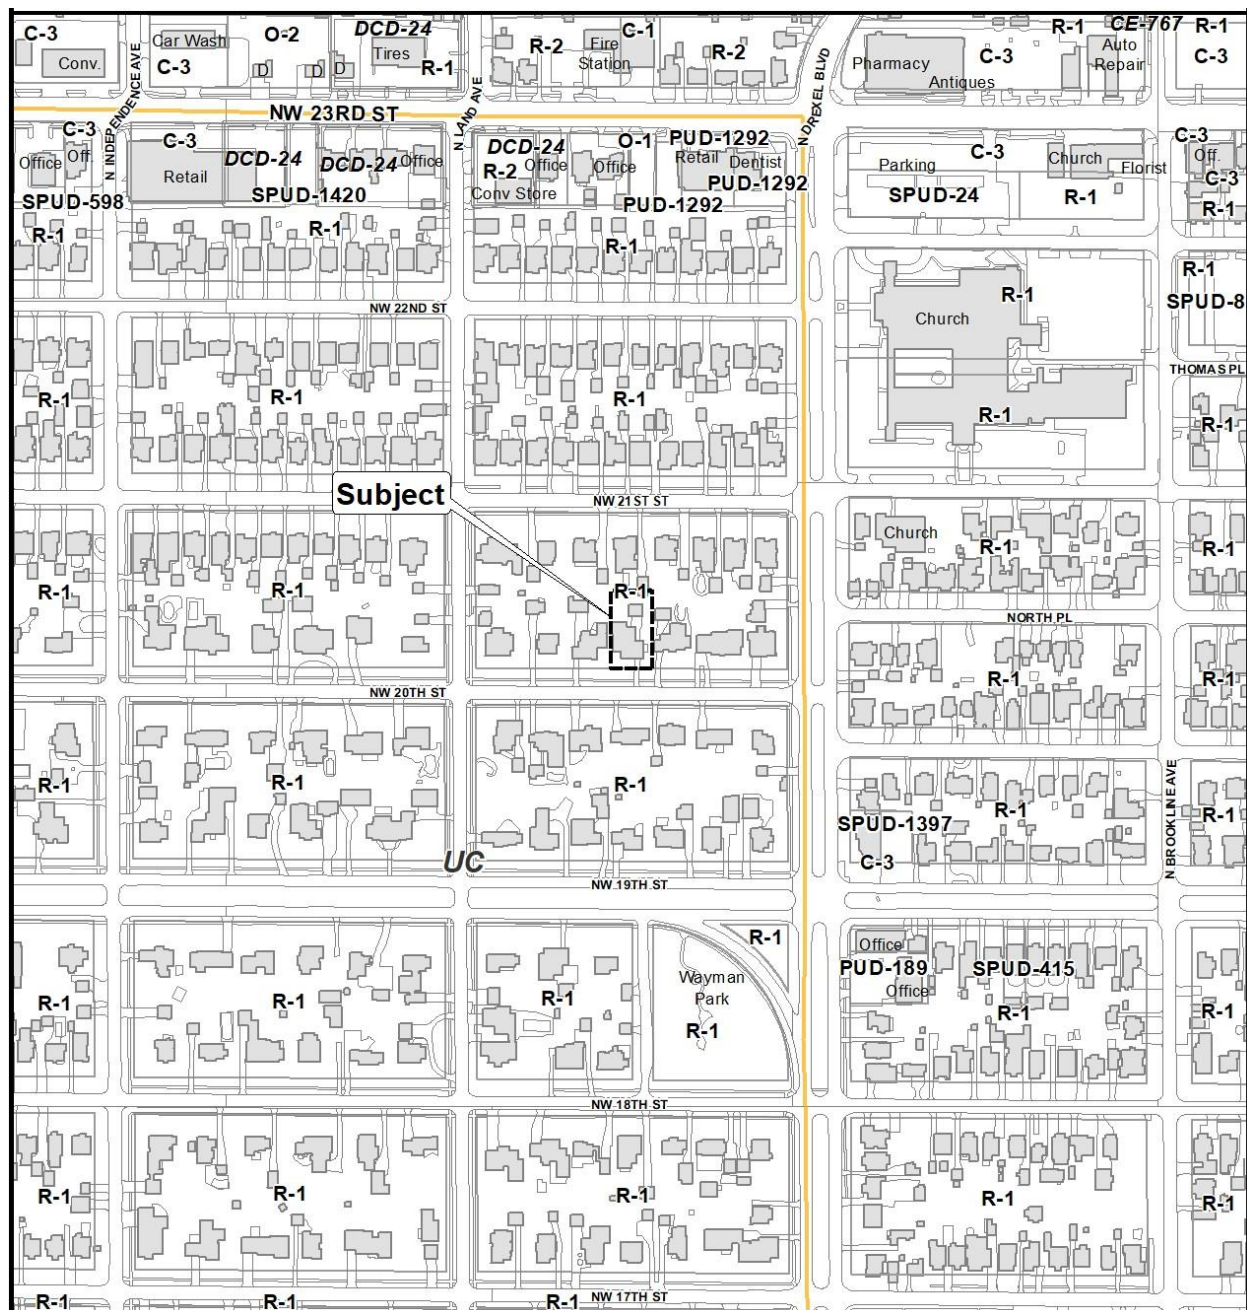 C-3
Conv.
N INDEPENDENCE AVE
Car Wash
C-3
O-2
D
D
D
DCD-24
Tires
R-1
N LAND AVE
R-2
Fire
Station
C-1
R-2
N DREXEL BLVD
Pharmacy
C-3
Antiques
R-1
CE-767
Auto
Repair
R-1
C-3
NW 23RD ST
C-3
Office
Off.
SPUD-598
R-1
C-3
Retail
DCD-24
DCD-24
Office
SPUD-1420
R-1
DCD-24
R-2
Office
Conv Store
Office
O-1
PUD-1292
Retail
Dentist
PUD-1292
PUD-1292
R-1
Parking
C-3
SPUD-24
Church
R-1
Florist
C-3
Off.
C-3
R-1
NW 22ND ST
Church
R-1
R-1
R-1
SPUD-8
THOMAS PL
R-1
R-1
R-1
R-1
Subject
NW 21ST ST
R-1
R-1
R-1
Church
R-1
R-1
NORTH PL
R-1
R-1
NW 20TH ST
R-1
R-1
R-1
SPUD-1397
C-3
R-1
N BROOKLINE AVE
R-1
UC
NW 19TH ST
R-1
R-1
R-1
R-1
Wayman
Park
R-1
Office
PUD-189
Office
SPUD-415
R-1
R-1
NW 18TH ST
R-1
R-1
R-1
R-1
R-1
NW 17TH ST
R-1
R-1
R-1